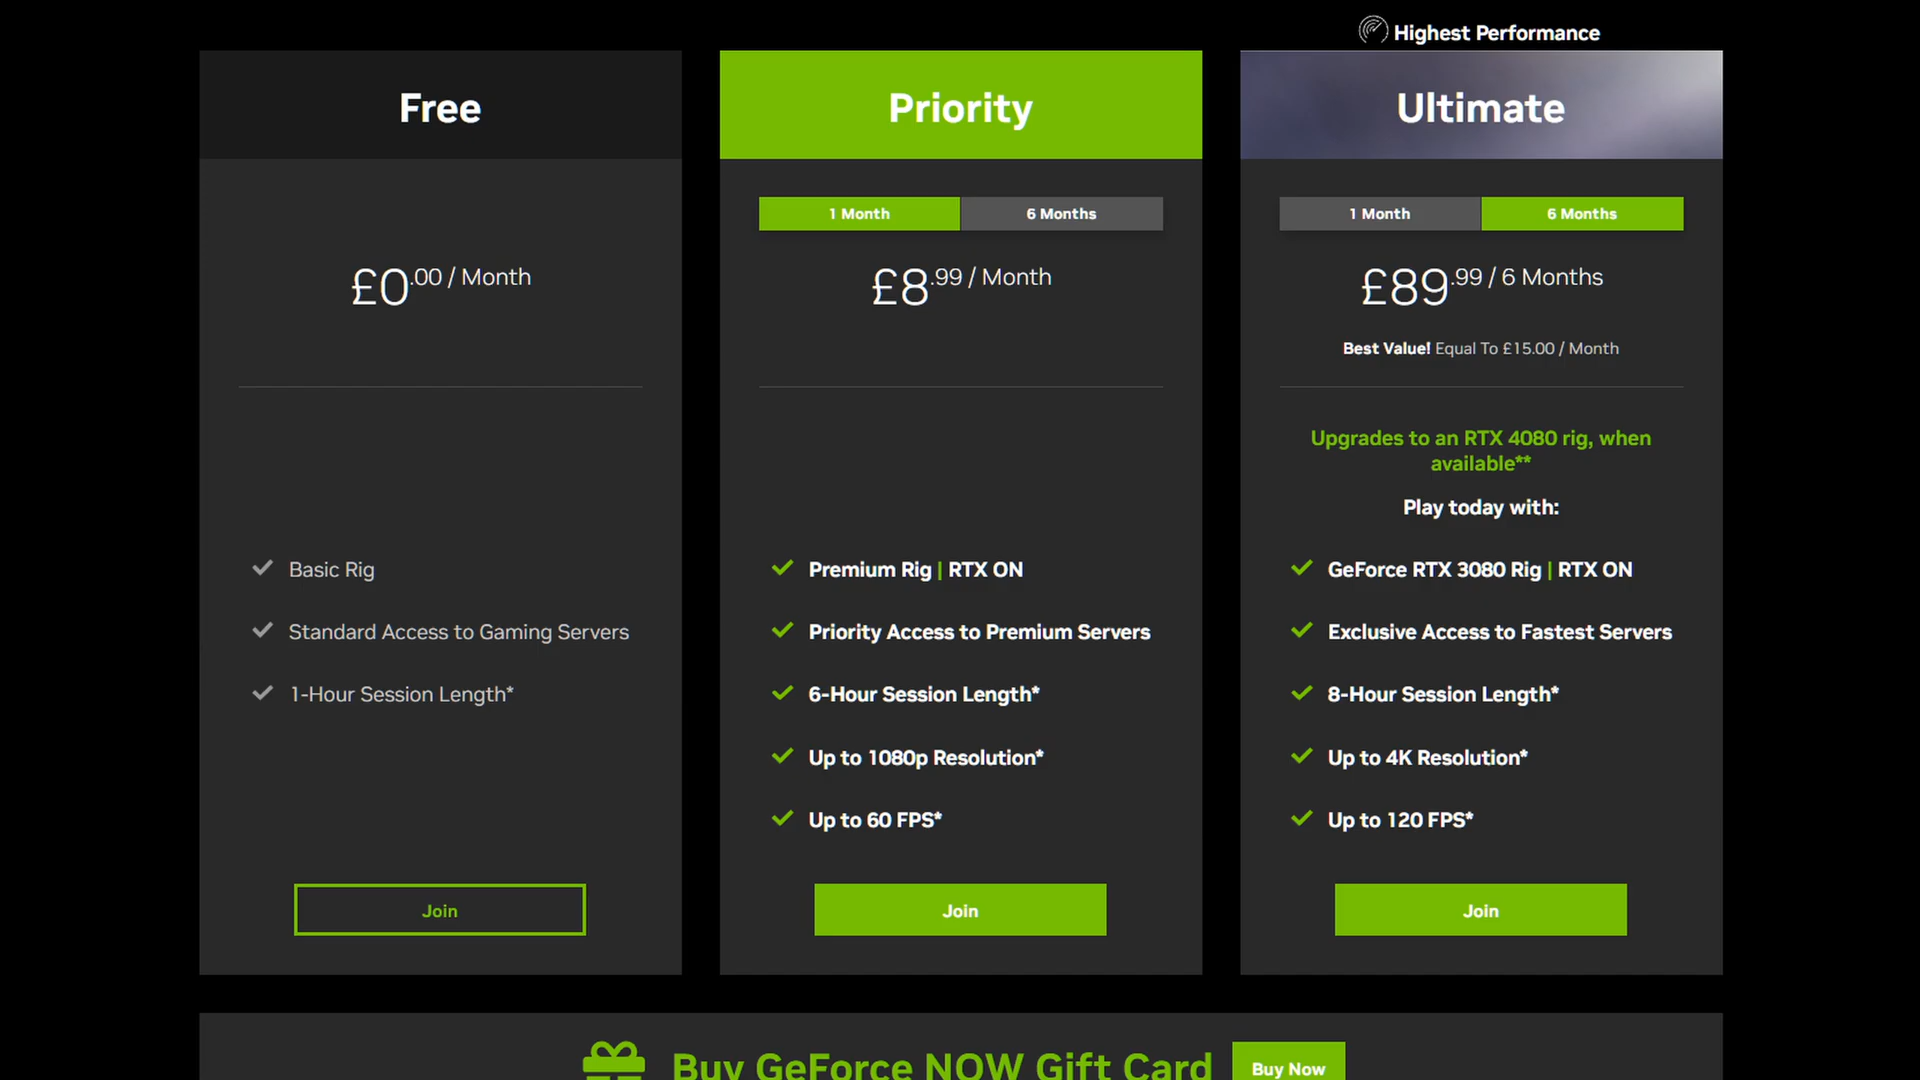 Highest Performance
Free
£0.00 / Month
Basic Rig
Standard Access to Gaming Servers
1-Hour Session Length*
Join
Priority
1 Month
6 Months
£8.99 / Month
Premium Rig | RTX ON
Priority Access to Premium Servers
6-Hour Session Length*
Up to 1080p Resolution*
Up to 60 FPS*
Join
Ultimate
1 Month
6 Months
£89.99 / 6 Months
Best Value! Equal To £15.00 / Month
Upgrades to an RTX 4080 rig, when
available**
Play today with:
GeForce RTX 3080 Rig | RTX ON
Exclusive Access to Fastest Servers
8-Hour Session Length*
Up to 4K Resolution*
Up to 120 FPS*
Join
Buy GeForce NOW Gift Card
Buy Now